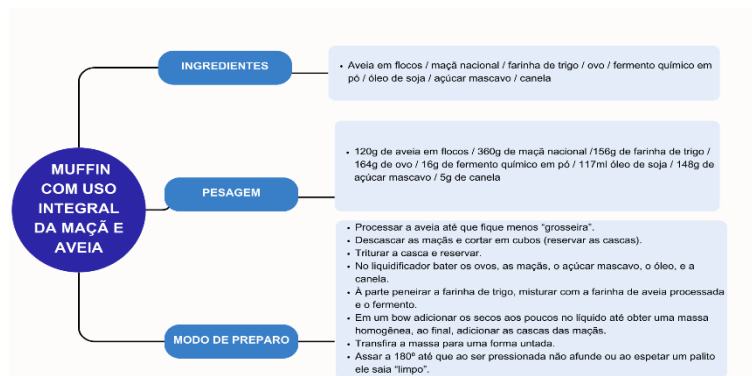 MUFFIN
COM USO
INTEGRAL
DA MAÇÃ E
AVEIA
INGREDIENTES
• Aveia em flocos / maçã nacional / farinha de trigo / ovo / fermento químico em
pó / óleo de soja / açúcar mascavo / canela
PESAGEM
• 120g de aveia em flocos / 360g de maçã nacional /156g de farinha de trigo /
164g de ovo / 16g de fermento químico em pó / 117ml óleo de soja / 148g de
açúcar mascavo / 5g de canela
MODO DE PREPARO
• Processar a aveia até que fique menos “grosseira”.
• Descascar as maçãs e cortar em cubos (reservar as cascas).
• Triturar a casca e reservar.
• No liquidificador bater os ovos, as maçãs, o açúcar mascavo, o óleo, e a
canela.
• À parte peneirar a farinha de trigo, misturar com a farinha de aveia processada
e o fermento.
• Em um bow adicionar os secos aos poucos no líquido até obter uma massa
homogênea, ao final, adicionar as cascas das maçãs.
• Transfira a massa para uma forma untada.
• Assar a 180º até que ao ser pressionada não afunde ou ao espetar um palito
ele saia “limpo”.